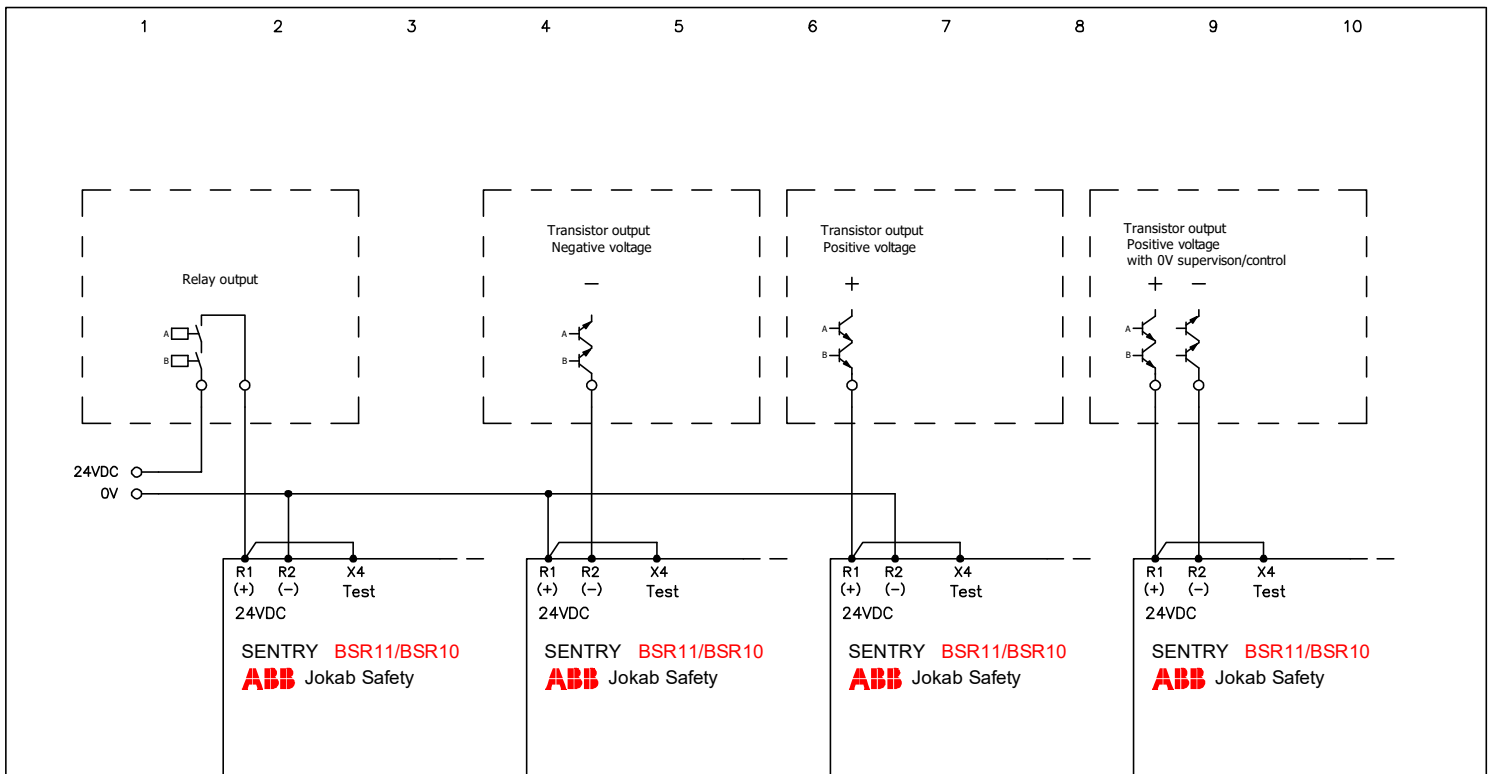 1 2 3 4 5 6 7 8 9 10
Relay output
A
B
Transistor output
Negative voltage
−
A
B
Transistor output
Positive voltage
+
A
B
Transistor output
Positive voltage
with 0V supervison/control
+ −
A
B
24VDC
0V
R1 R2 X4
(+) (−) Test
24VDC
SENTRY BSR11/BSR10
ABB Jokab Safety
R1 R2 X4
(+) (−) Test
24VDC
SENTRY BSR11/BSR10
ABB Jokab Safety
R1 R2 X4
(+) (−) Test
24VDC
SENTRY BSR11/BSR10
ABB Jokab Safety
R1 R2 X4
(+) (−) Test
24VDC
SENTRY BSR11/BSR10
ABB Jokab Safety